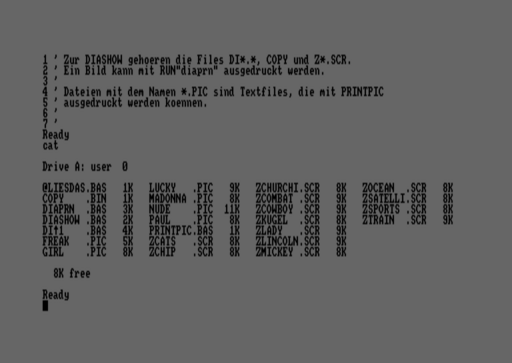 1 ' Zur DIASHOW gehoeren die Files DI*.*, COPY und Z*.SCR.
2 ' Ein Bild kann mit RUN"diaprn" ausgedruckt werden.
3 '
4 ' Dateien mit dem Namen *.PIC sind Textfiles, die mit PRINTPIC
5 ' ausgedruckt werden koennen.
6 '
7 '
Ready
cat
Drive A: user 0
@LIESDAS.BAS 1K LUCKY .PIC 9K ZCHURCHI.SCR 8K ZOCEAN .SCR 8K
COPY .BIN 1K MADONNA .PIC 8K ZCOMBAT .SCR 9K ZSATELLI.SCR 8K
DIAPRN .BAS 3K NUDE .PIC 11K ZCOWBOY .SCR 9K ZSPORTS .SCR 8K
DIASHOW .BAS 2K PAUL .PIC 8K ZKUGEL .SCR 8K ZTRAIN .SCR 9K
DI†1 .BAS 4K PRINTPIC.BAS 1K ZLADY .SCR 9K
FREAK .PIC 5K ZCATS .SCR 8K ZLINCOLN.SCR 9K
GIRL .PIC 8K ZCHIP .SCR 8K ZMICKEY .SCR 9K
8K free
Ready